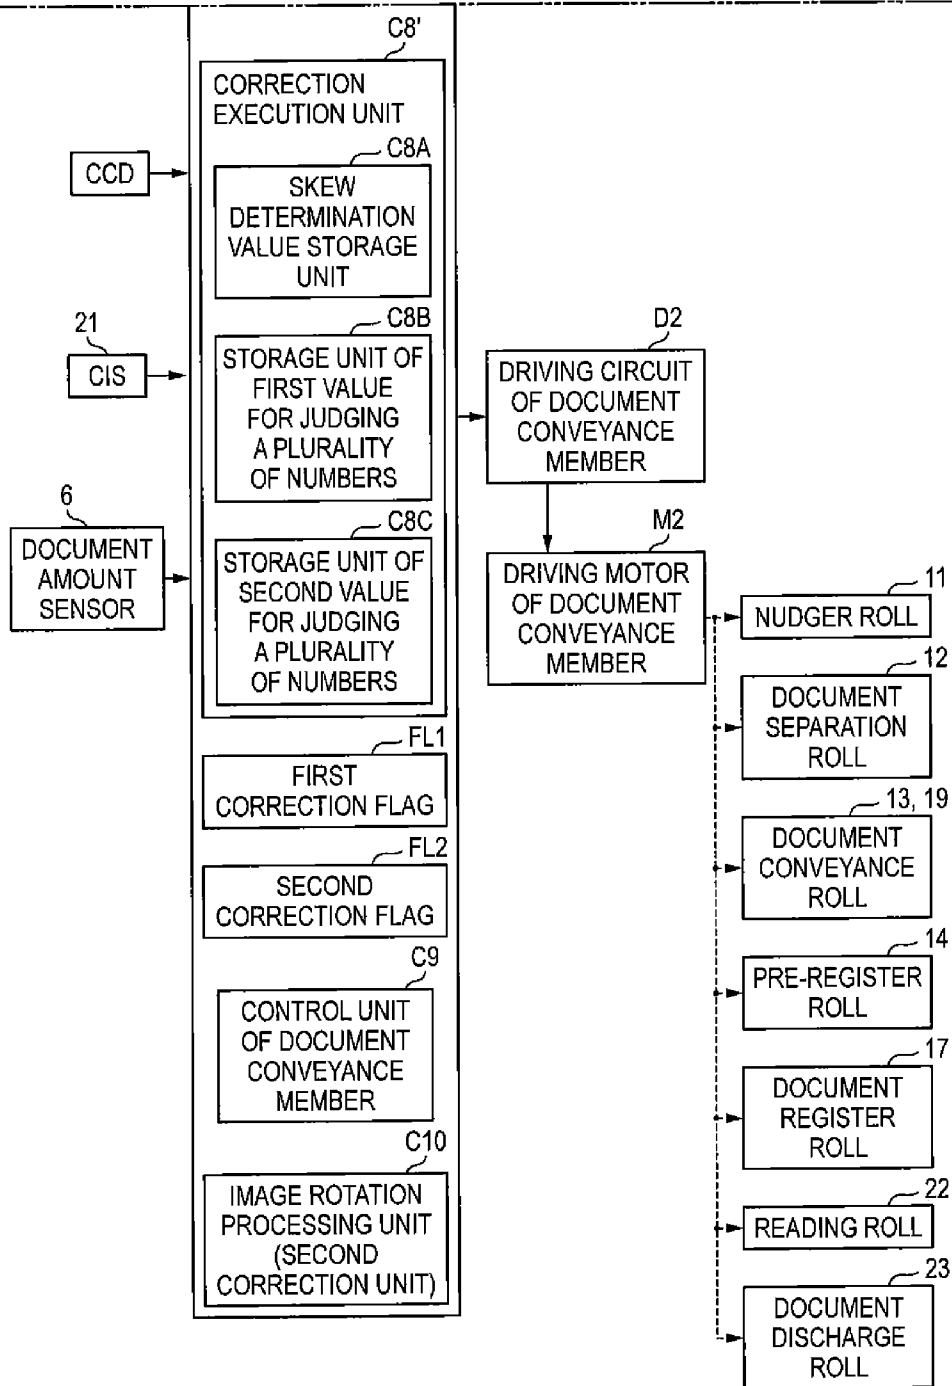 C8'
CORRECTION
EXECUTION UNIT
C8A
SKEW
DETERMINATION
VALUE STORAGE
UNIT
CCD
C8B
STORAGE UNIT OF
FIRST VALUE
FOR JUDGING
A PLURALITY
OF NUMBERS
21
CIS
C8C
STORAGE UNIT OF
SECOND VALUE
FOR JUDGING
A PLURALITY
OF NUMBERS
6
DOCUMENT
AMOUNT
SENSOR
FL1
FIRST
CORRECTION FLAG
FL2
SECOND
CORRECTION FLAG
C9
CONTROL UNIT
OF DOCUMENT
CONVEYANCE
MEMBER
C10
IMAGE ROTATION
PROCESSING UNIT
(SECOND
CORRECTION UNIT)
D2
DRIVING CIRCUIT
OF DOCUMENT
CONVEYANCE
MEMBER
M2
DRIVING MOTOR
OF DOCUMENT
CONVEYANCE
MEMBER
11
NUDGER ROLL
12
DOCUMENT
SEPARATION
ROLL
13, 19
DOCUMENT
CONVEYANCE
ROLL
14
PRE-REGISTER
ROLL
17
DOCUMENT
REGISTER
ROLL
22
READING ROLL
23
DOCUMENT
DISCHARGE
ROLL